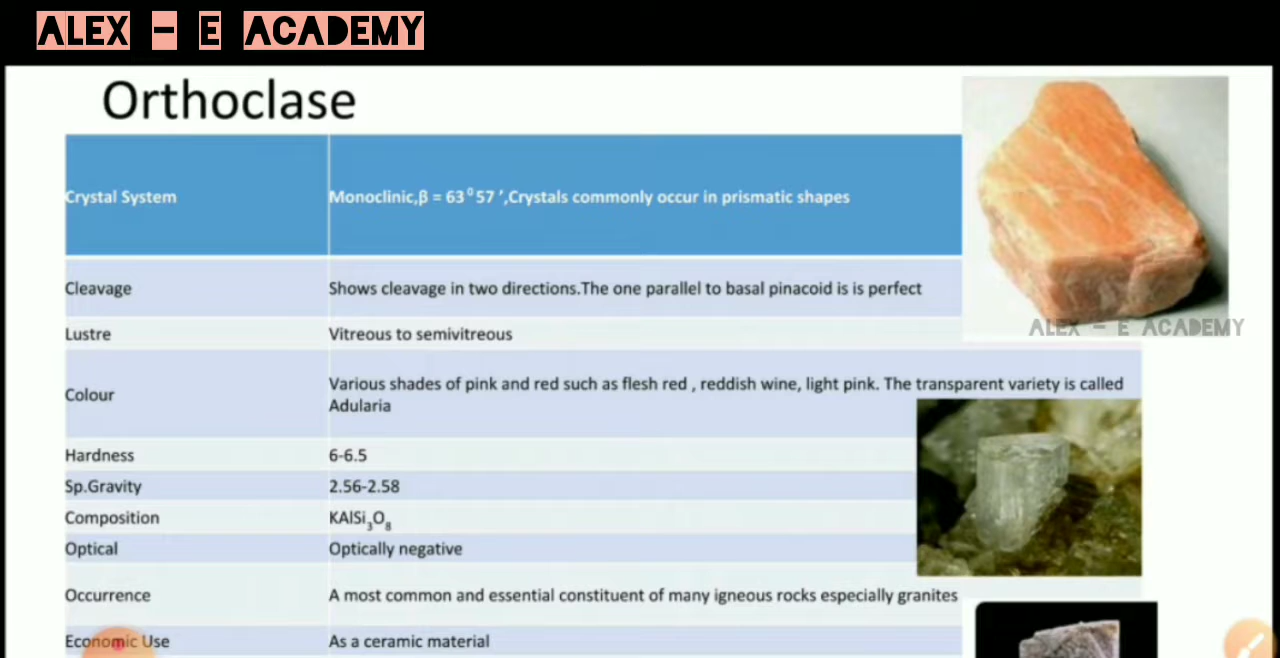 ALEX - E ACADEMY
Orthoclase
Crystal System
Monoclinic,β = 63⁰57 ′,Crystals commonly occur in prismatic shapes
Cleavage
Shows cleavage in two directions.The one parallel to basal pinacoid is is perfect
Lustre
Vitreous to semivitreous
Colour
Various shades of pink and red such as flesh red , reddish wine, light pink. The transparent variety is called
Adularia
Hardness
6-6.5
Sp.Gravity
2.56-2.58
Composition
KAlSi₃O₈
Optical
Optically negative
Occurrence
A most common and essential constituent of many igneous rocks especially granites
Economic Use
As a ceramic material
ALEX - E ACADEMY